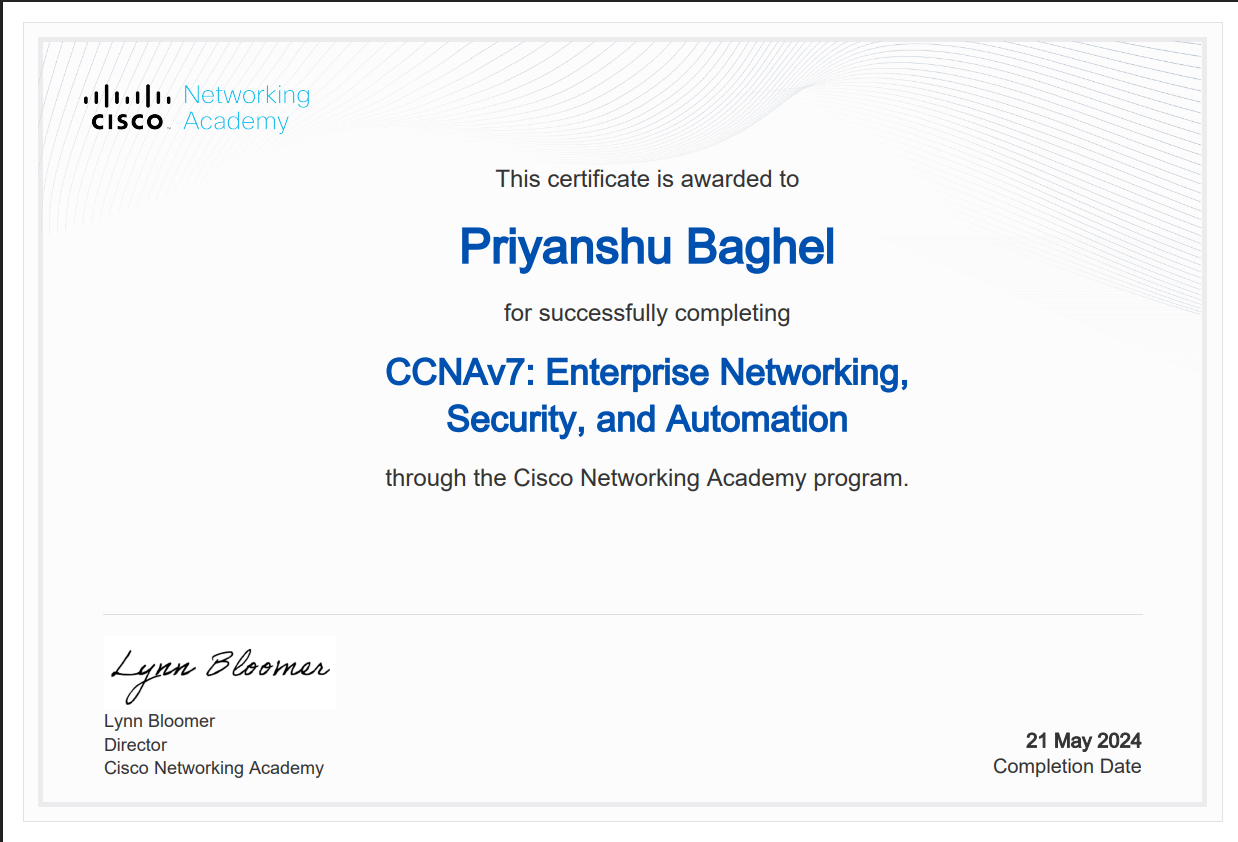 CISCO Networking
Academy
This certificate is awarded to
Priyanshu Baghel
for successfully completing
CCNAv7: Enterprise Networking,
Security, and Automation
through the Cisco Networking Academy program.
Lynn Bloomer
Lynn Bloomer
Director
Cisco Networking Academy
21 May 2024
Completion Date